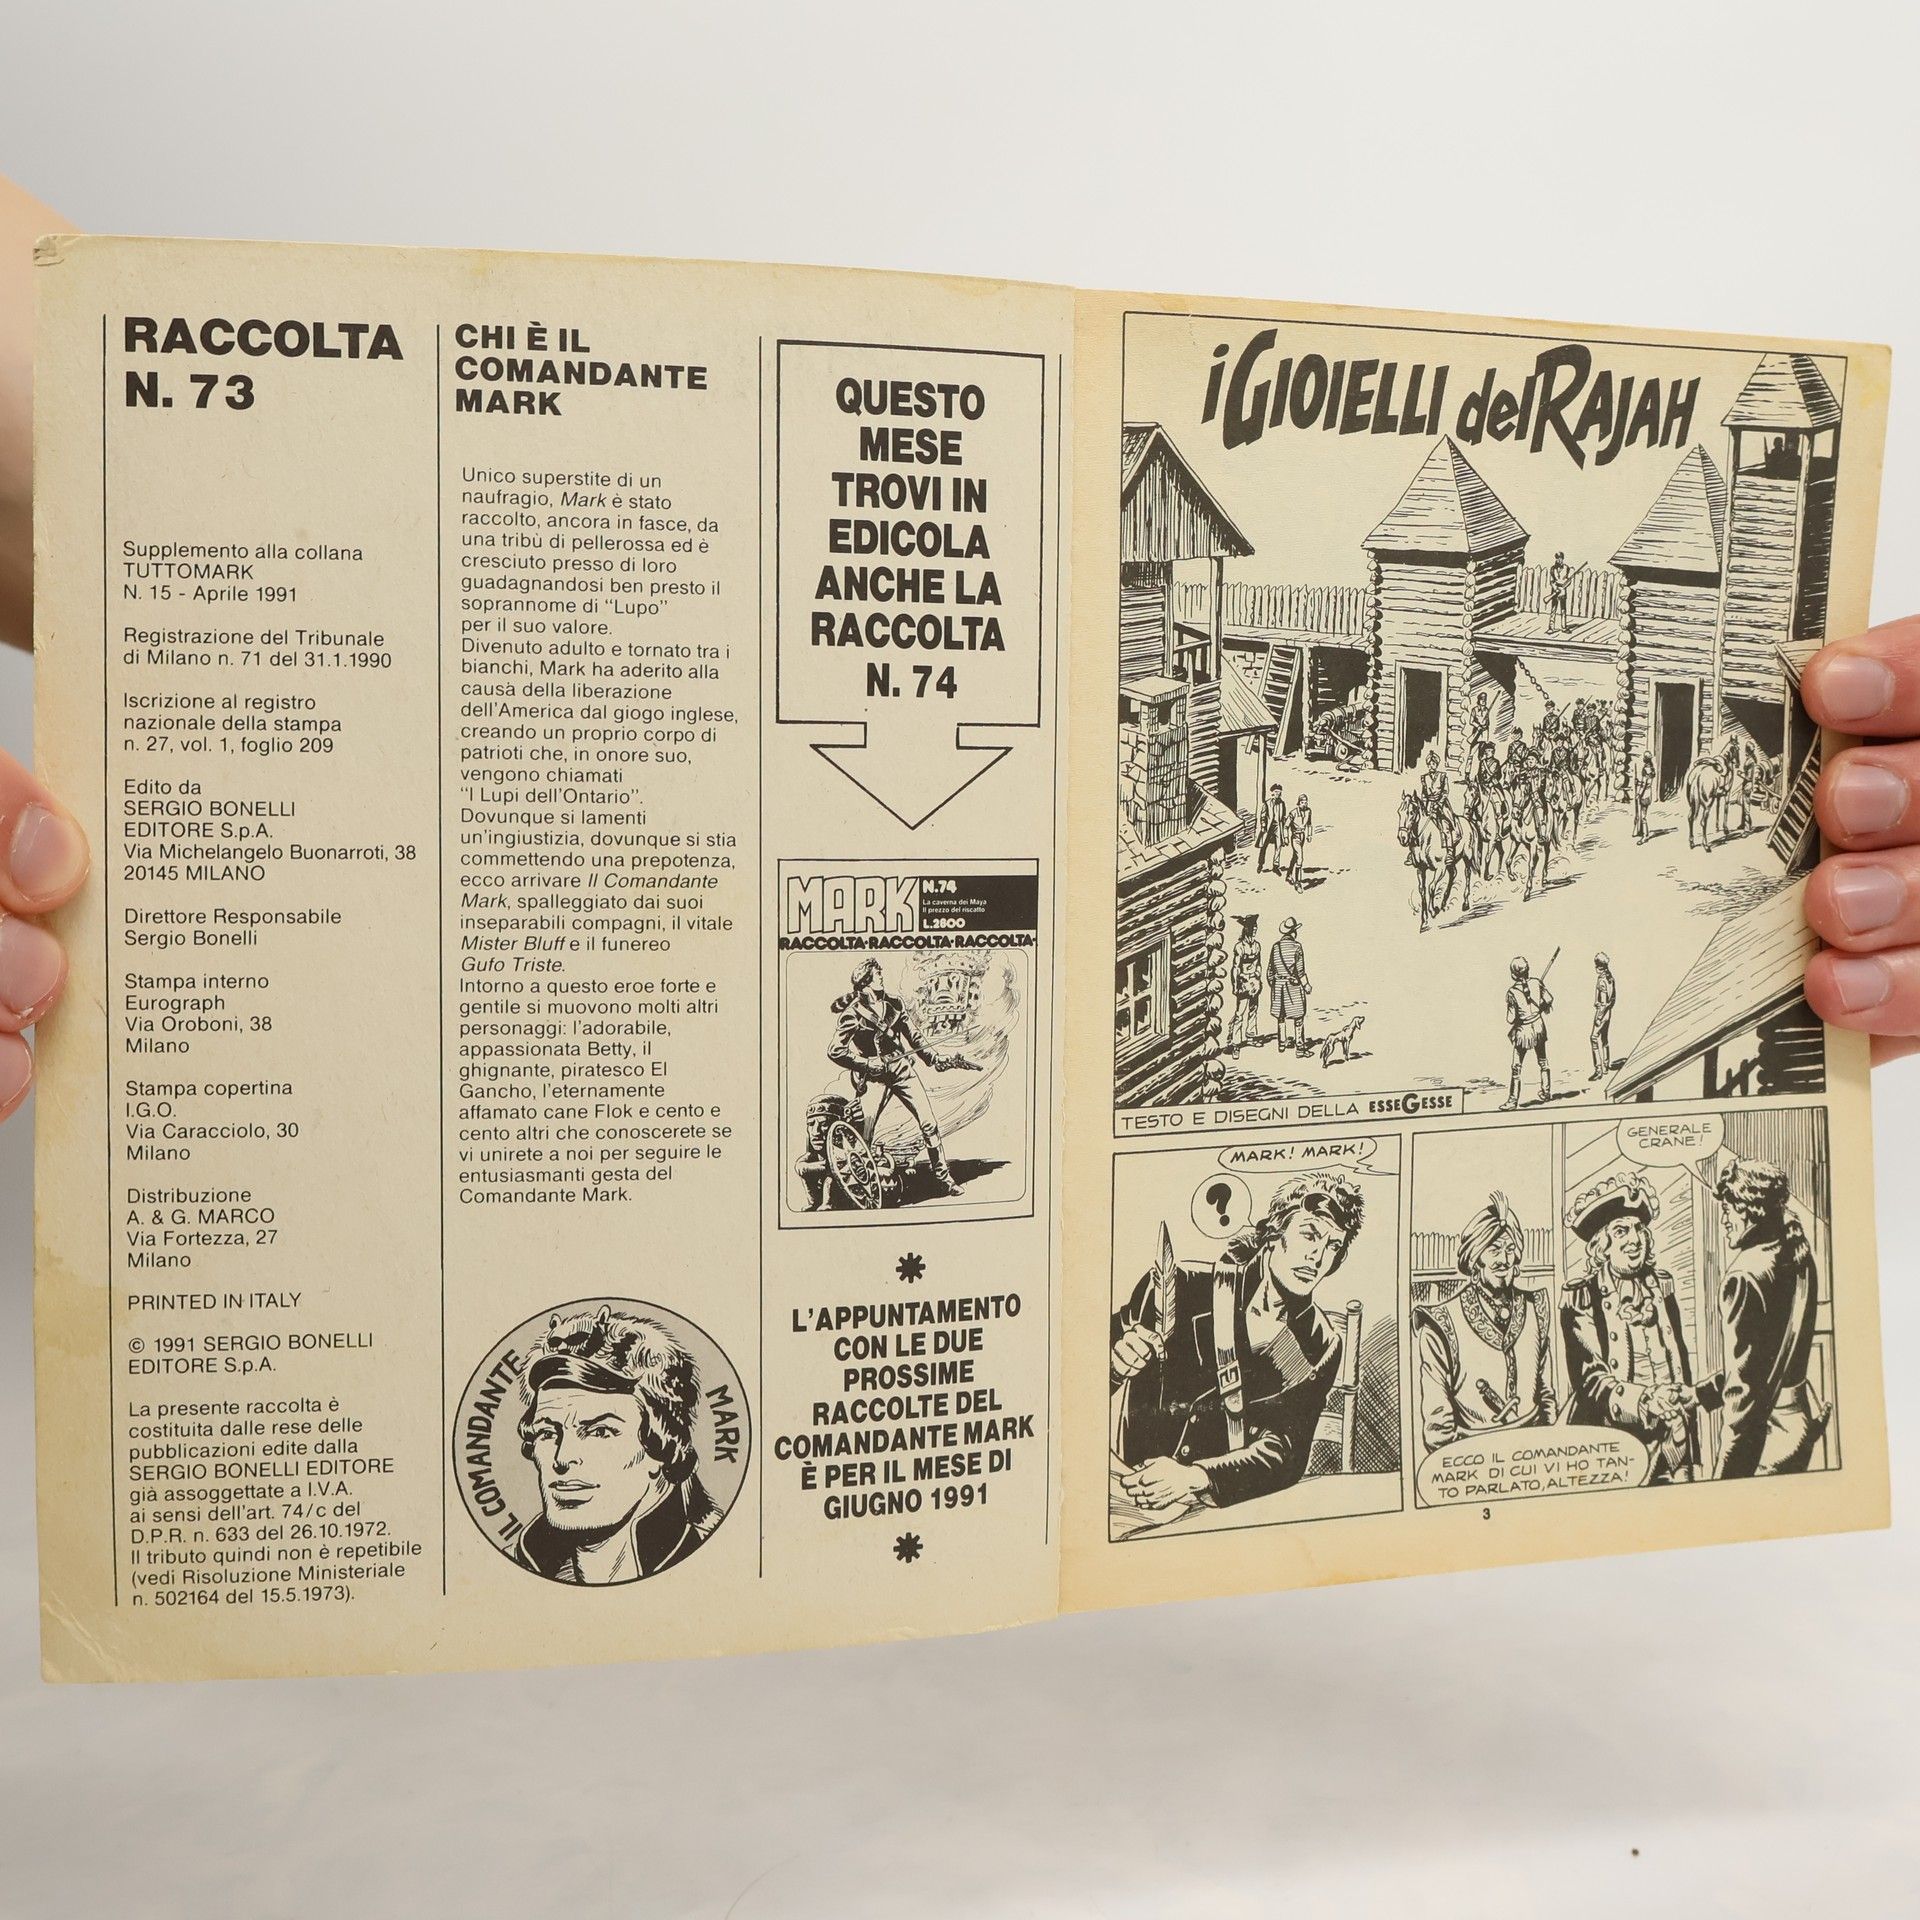 RACCOLTA
N. 73
Supplemento alla collana
TUTTOMARK
N. 15 - Aprile 1991
Registrazione del Tribunale
di Milano n. 71 del 31.1.1990
Iscrizione al registro
nazionale della stampa
n. 27, vol. 1, foglio 209
Edito da
SERGIO BONELLI
EDITORE S.p.A.
Via Michelangelo Buonarroti, 38
20145 MILANO
Direttore Responsabile
Sergio Bonelli
Stampa interno
Eurograph
Via Oroboni, 38
Milano
Stampa copertina
I.G.O.
Via Caracciolo, 30
Milano
Distribuzione
A. & G. MARCO
Via Fortezza, 27
Milano
PRINTED IN ITALY
© 1991 SERGIO BONELLI
EDITORE S.p.A.
La presente raccolta è
costituita dalle rese delle
pubblicazioni edite dalla
SERGIO BONELLI EDITORE
già assoggettate a I.V.A.
ai sensi dell'art. 74/c del
D.P.R. n. 633 del 26.10.1972.
Il tributo quindi non è repetibile
(vedi Risoluzione Ministeriale
n. 502164 del 15.5.1973).
CHI È IL
COMANDANTE
MARK
Unico superstite di un
naufragio, Mark è stato
raccolto, ancora in fasce, da
una tribù di pellerossa ed è
cresciuto presso di loro
guadagnandosi ben presto il
soprannome di "Lupo"
per il suo valore.
Divenuto adulto e tornato tra i
bianchi, Mark ha aderito alla
causa della liberazione
dell'America dal giogo inglese,
creando un proprio corpo di
patrioti che, in onore suo,
vengono chiamati
"I Lupi dell'Ontario".
Dovunque si lamenti
un'ingiustizia, dovunque si stia
commettendo una prepotenza,
ecco arrivare Il Comandante
Mark, spalleggiato dai suoi
inseparabili compagni, il vitale
Mister Bluff e il funereo
Gufo Triste.
Intorno a questo eroe forte e
gentile si muovono molti altri
personaggi: l'adorabile,
appassionata Betty, il
ghignante, piratesco El
Gancho, l'eternamente
affamato cane Flok e cento e
cento altri che conoscerete se
vi unirete a noi per seguire le
entusiasmanti gesta del
Comandante Mark.
IL COMANDANTE MARK
QUESTO
MESE
TROVI IN
EDICOLA
ANCHE LA
RACCOLTA
N. 74
MARK
N.74
La caverna dei Maya
Il prezzo del riscatto
L.2800
RACCOLTA·RACCOLTA·RACCOLTA·
L'APPUNTAMENTO
CON LE DUE
PROSSIME
RACCOLTE DEL
COMANDANTE MARK
È PER IL MESE DI
GIUGNO 1991
i GIOIELLI del RAJAH
TESTO E DISEGNI DELLA ESSEGESSE
MARK! MARK!
?
GENERALE
CRANE!
ECCO IL COMANDANTE
MARK DI CUI VI HO TAN-
TO PARLATO, ALTEZZA!
3